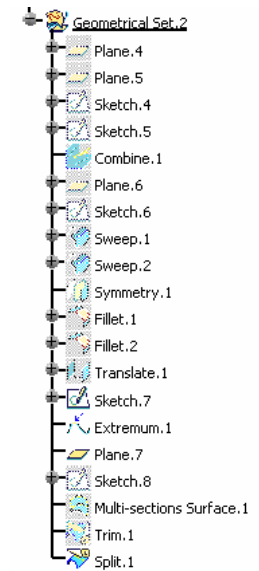 Geometrical Set.2
Plane.4
Plane.5
Sketch.4
Sketch.5
Combine.1
Plane.6
Sketch.6
Sweep.1
Sweep.2
Symmetry.1
Fillet.1
Fillet.2
Translate.1
Sketch.7
Extremum.1
Plane.7
Sketch.8
Multi-sections Surface.1
Trim.1
Split.1